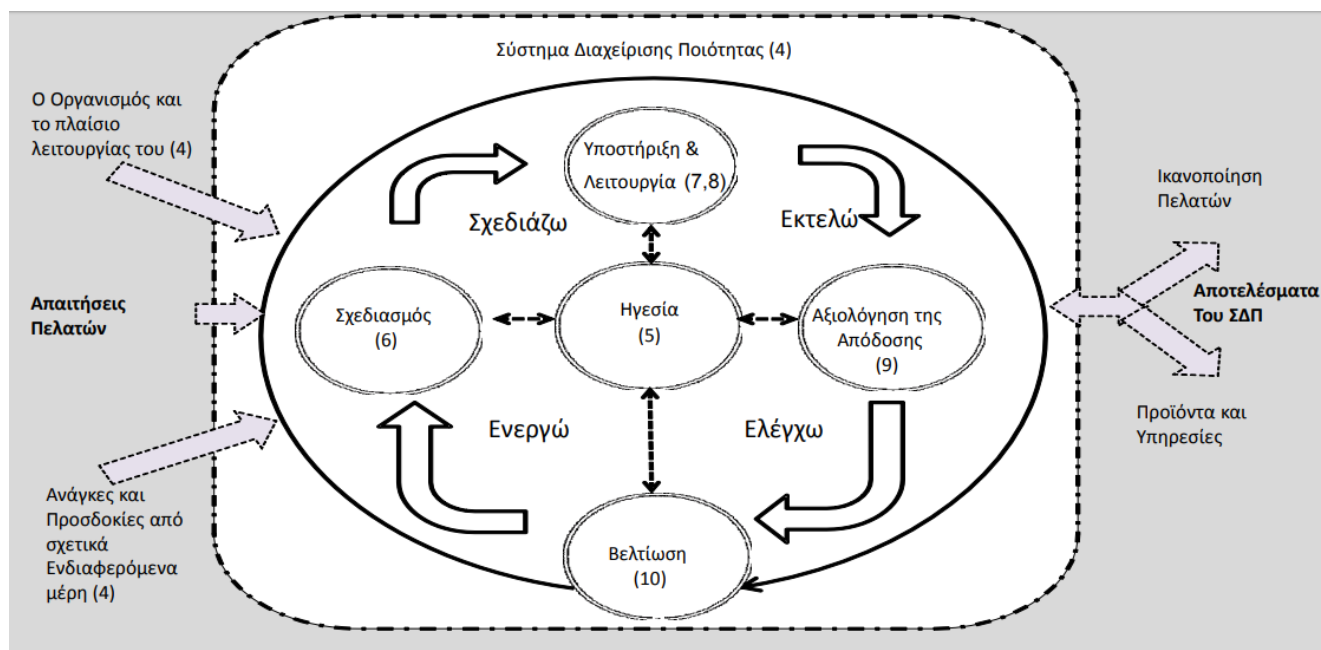 Σύστημα Διαχείρισης Ποιότητας (4)
Ο Οργανισμός και
το πλαίσιο
λειτουργίας του (4)
Απαιτήσεις
Πελατών
Ανάγκες και
Προσδοκίες από
σχετικά
Ενδιαφερόμενα
μέρη (4)
Υποστήριξη &
Λειτουργία (7,8)
Σχεδιάζω
Εκτελώ
Σχεδιασμός
(6)
Ηγεσία
(5)
Αξιολόγηση της
Απόδοσης
(9)
Ενεργώ
Ελέγχω
Βελτίωση
(10)
Ικανοποίηση
Πελατών
Αποτελέσματα
Του ΣΔΠ
Προϊόντα και
Υπηρεσίες